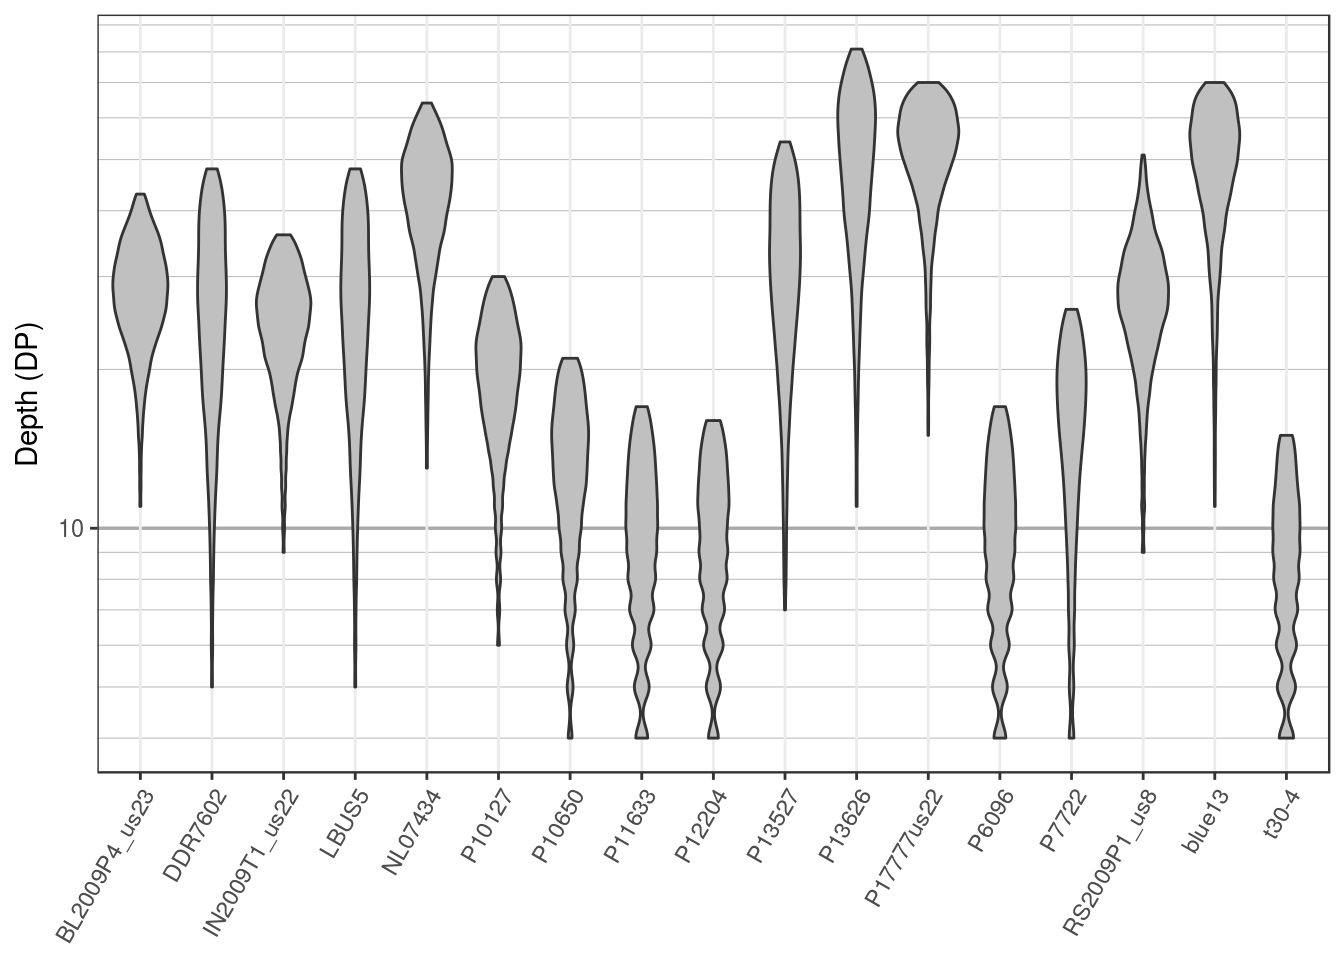 Depth (DP)
10
BL2009P4_us23
DDR7602
IN2009T1_us22
LBUS5
NL07434
P10127
P10650
P11633
P12204
P13527
P13626
P17777us22
P6096
P7722
RS2009P1_us8
blue13
t30-4